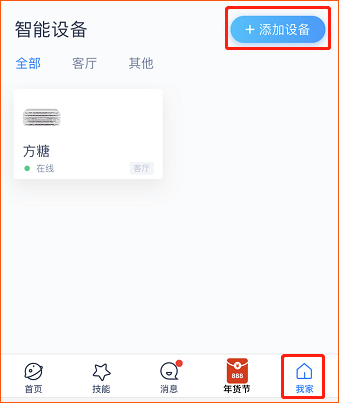 智能设备
+ 添加设备
全部 客厅 其他
方糖
在线 客厅
888
首页 技能 消息 年货节 我家